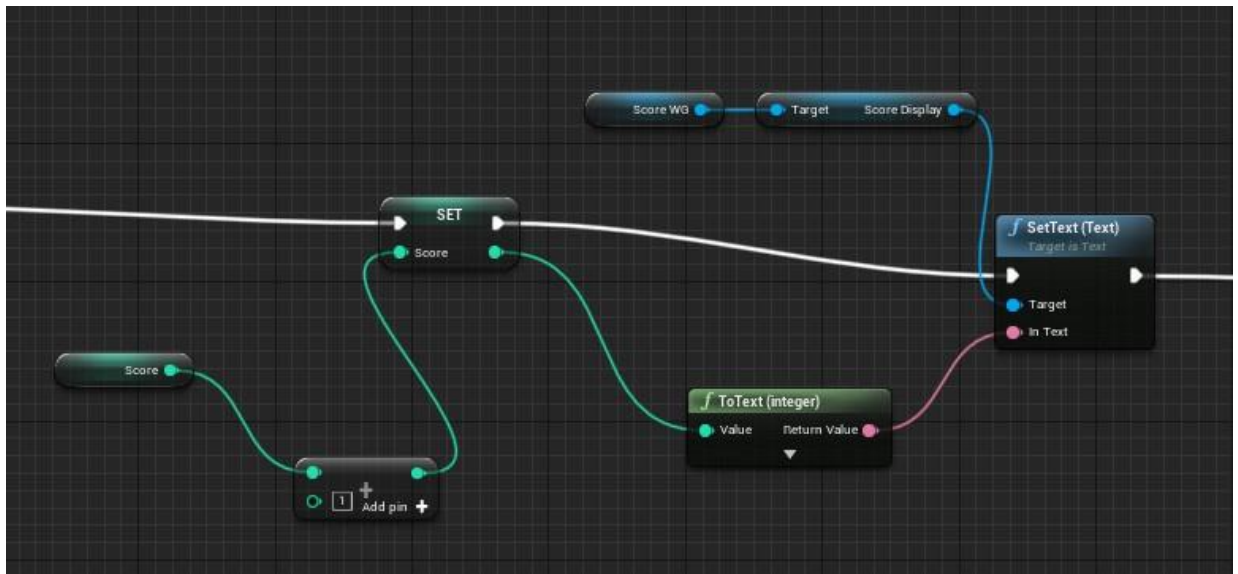 Score WG
Target Score Display
SET
Score
f SetText (Text)
Target is Text
Target
In Text
Score
f ToText (integer)
Value Return Value
1
Add pin